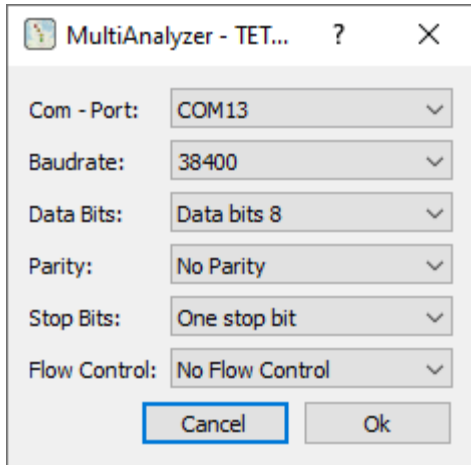 MultiAnalyzer - TET... ?
Com - Port: COM13
Baudrate: 38400
Data Bits: Data bits 8
Parity: No Parity
Stop Bits: One stop bit
Flow Control: No Flow Control
Cancel Ok